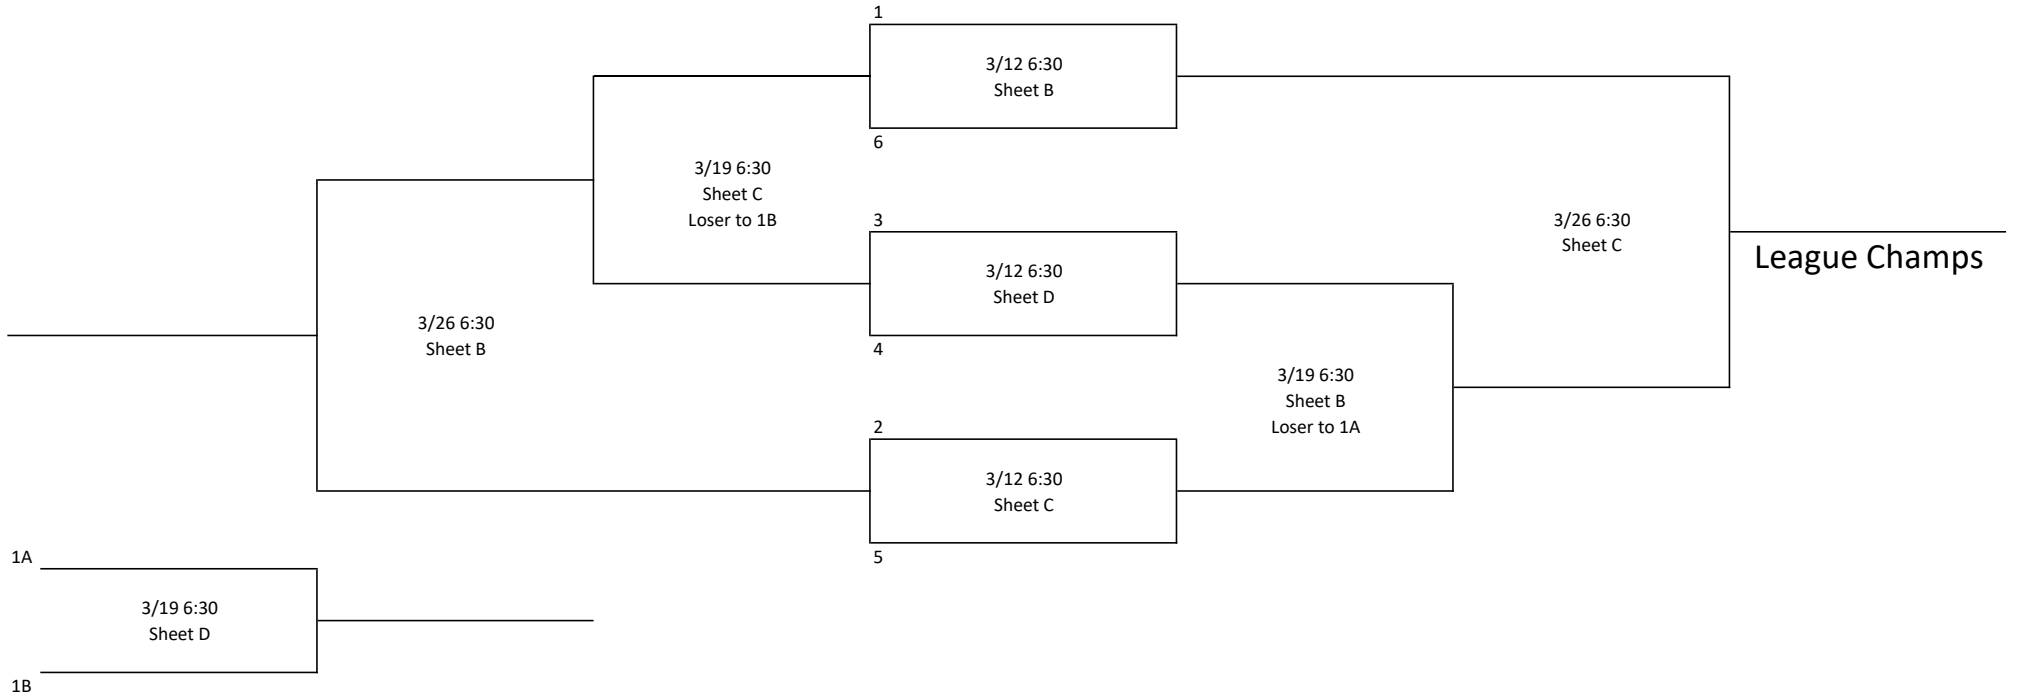 1
3/12 6:30
Sheet B
6
3/19 6:30
Sheet C
Loser to 1B
3
3/12 6:30
Sheet D
4
3/26 6:30
Sheet C
League Champs
3/26 6:30
Sheet B
3/19 6:30
Sheet B
Loser to 1A
2
3/12 6:30
Sheet C
5
1A
3/19 6:30
Sheet D
1B